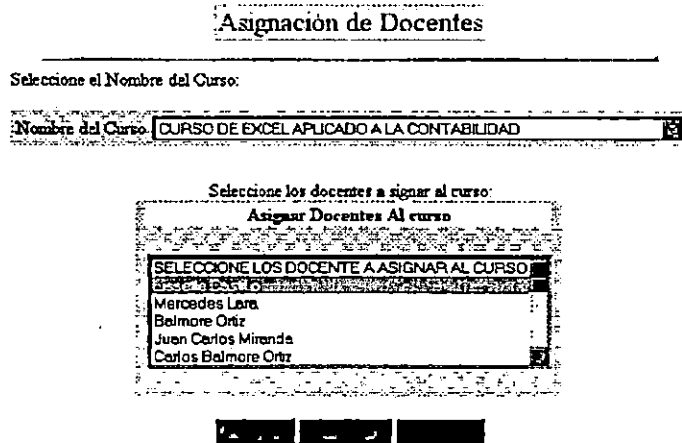 Asignación de Docentes
Seleccione el Nombre del Curso:
Nombre del Curso CURSO DE EXCEL APLICADO A LA CONTABILIDAD
Seleccione los docentes a signar al curso:
Asignar Docentes Al curso
SELECCIONE LOS DOCENTE A ASIGNAR AL CURSO
Mercedes Lara
Balmore Ortiz
Juan Carlos Miranda
Carlos Balmore Ortiz